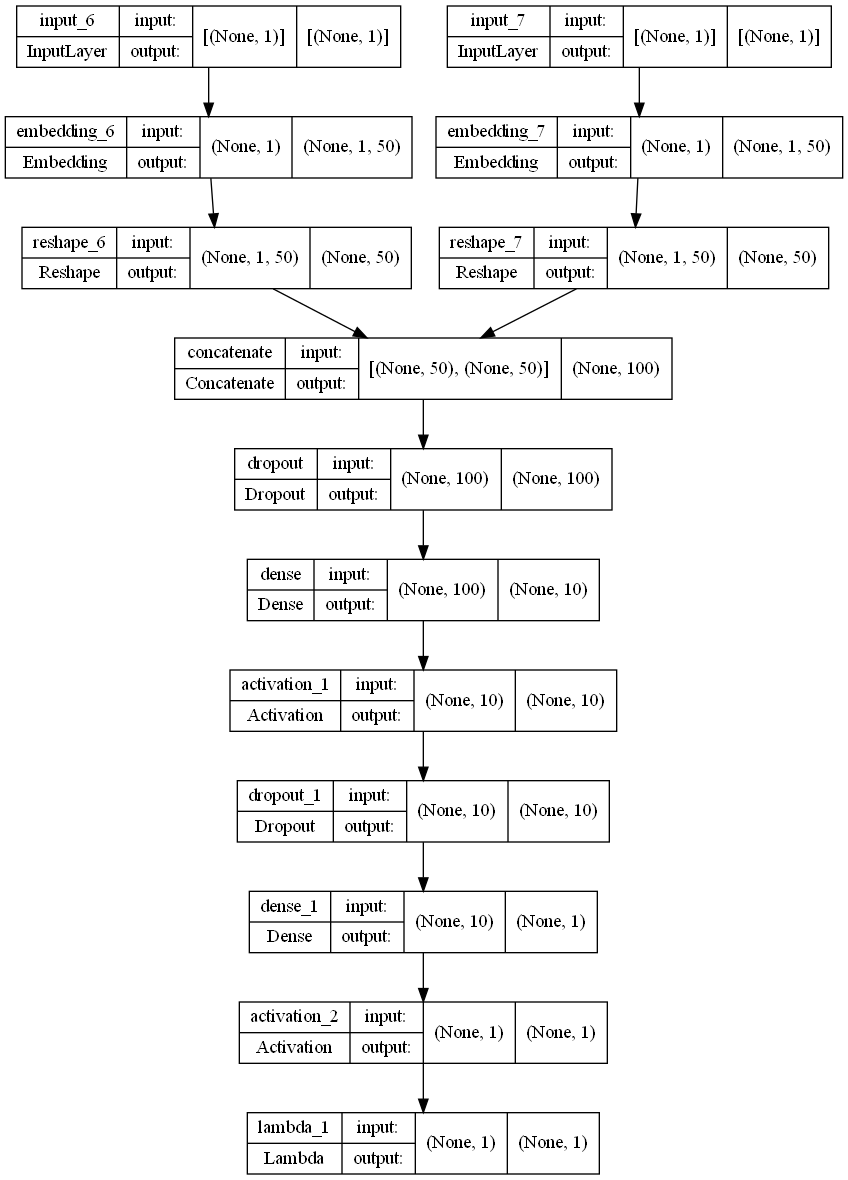 input_6 input: [(None, 1)] [(None, 1)]
InputLayer output:
input_7 input: [(None, 1)] [(None, 1)]
InputLayer output:
embedding_6 input: (None, 1) (None, 1, 50)
Embedding output:
embedding_7 input: (None, 1) (None, 1, 50)
Embedding output:
reshape_6 input: (None, 1, 50) (None, 50)
Reshape output:
reshape_7 input: (None, 1, 50) (None, 50)
Reshape output:
concatenate input: [(None, 50), (None, 50)] (None, 100)
Concatenate output:
dropout input: (None, 100) (None, 100)
Dropout output:
dense input: (None, 100) (None, 10)
Dense output:
activation_1 input: (None, 10) (None, 10)
Activation output:
dropout_1 input: (None, 10) (None, 10)
Dropout output:
dense_1 input: (None, 10) (None, 1)
Dense output:
activation_2 input: (None, 1) (None, 1)
Activation output:
lambda_1 input: (None, 1) (None, 1)
Lambda output: